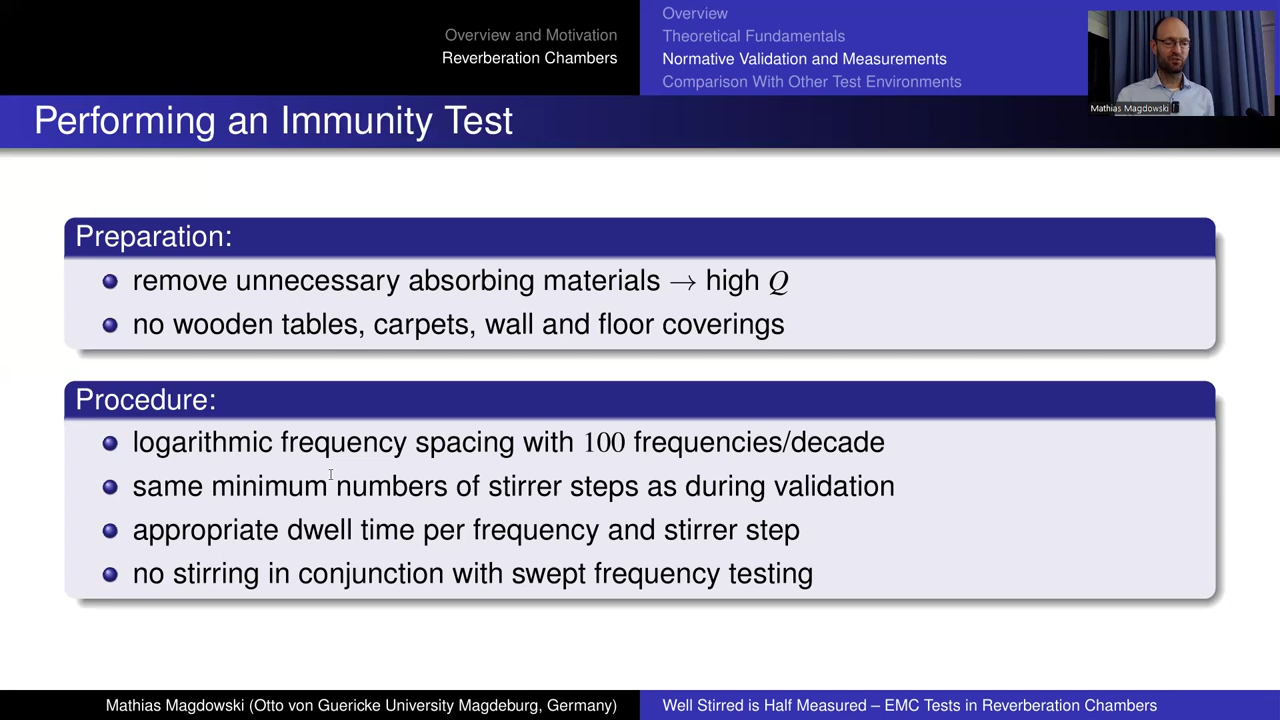 Overview and Motivation
Reverberation Chambers
Overview
Theoretical Fundamentals
Normative Validation and Measurements
Comparison With Other Test Environments
Mathias Magdowski
Performing an Immunity Test
Preparation:
remove unnecessary absorbing materials → high Q
no wooden tables, carpets, wall and floor coverings
Procedure:
logarithmic frequency spacing with 100 frequencies/decade
same minimum numbers of stirrer steps as during validation
appropriate dwell time per frequency and stirrer step
no stirring in conjunction with swept frequency testing
Mathias Magdowski (Otto von Guericke University Magdeburg, Germany)
Well Stirred is Half Measured – EMC Tests in Reverberation Chambers